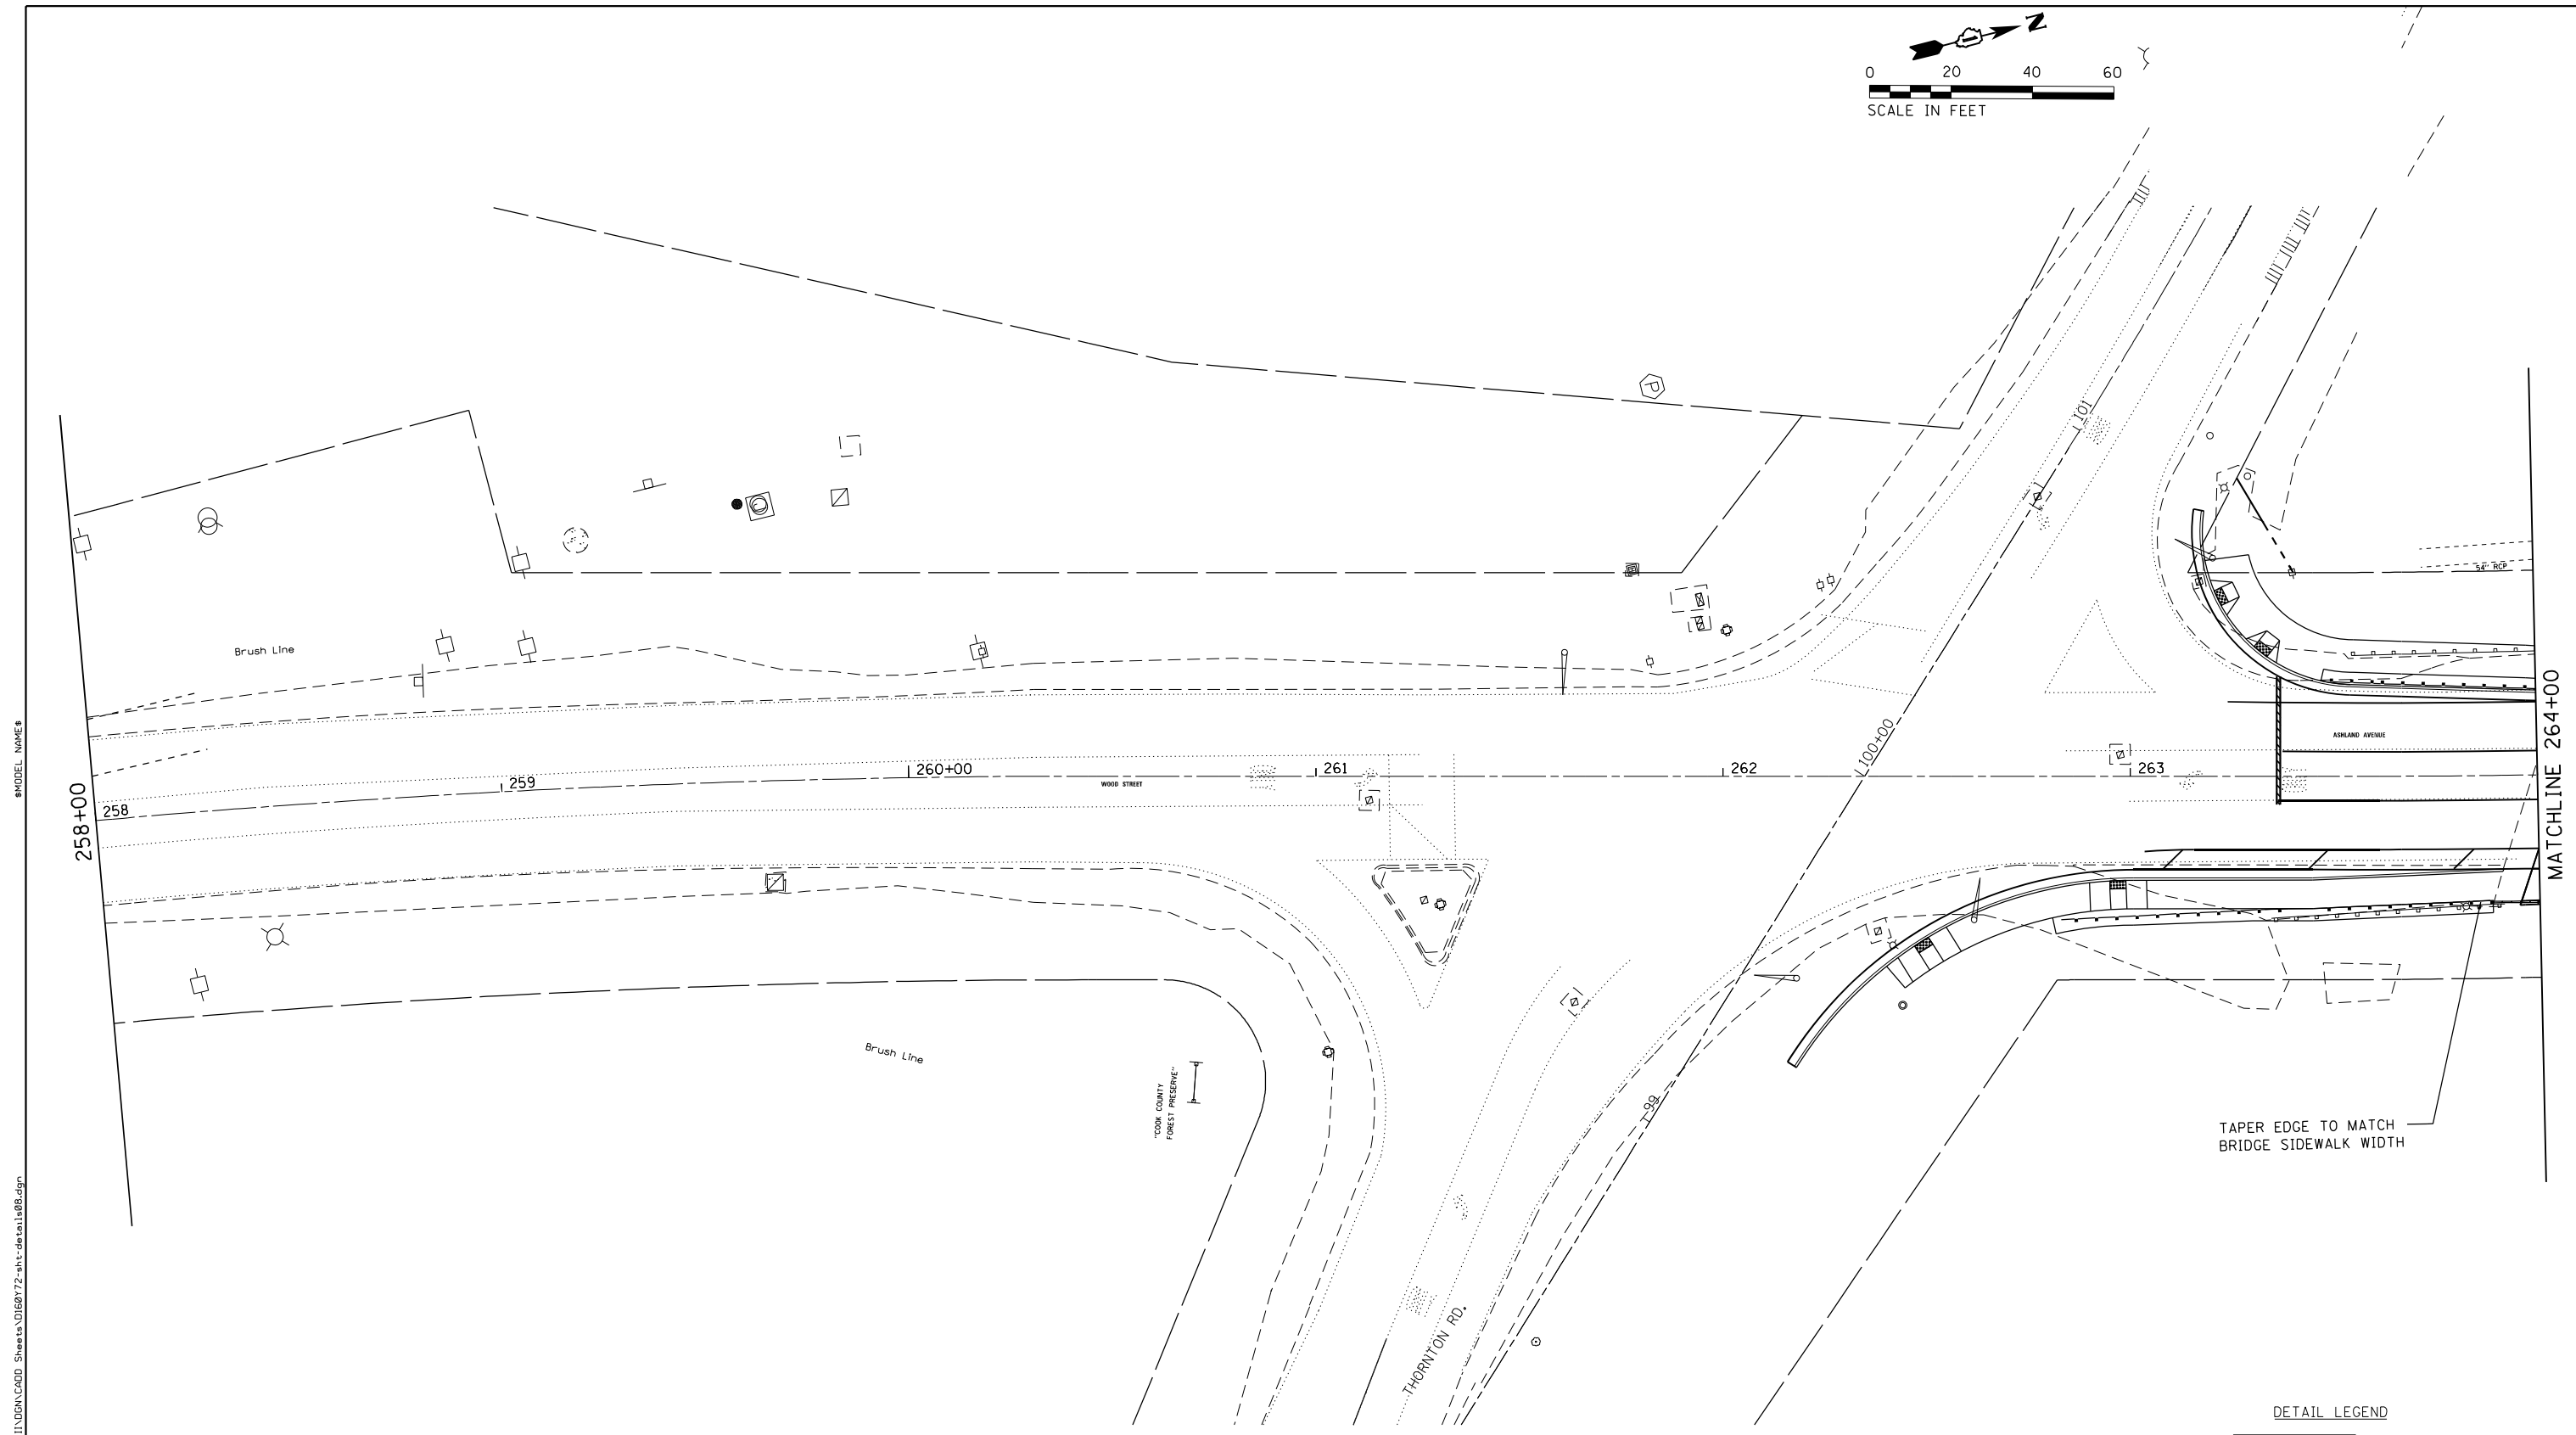 N
0 20 40 60
SCALE IN FEET
P
101
54" RCP
Brush Line
100+00
ASHLAND AVENUE
MATCHLINE 264+00
258+00
258
259
260+00
WOOD STREET
261
262
263
Brush Line
"COOK COUNTY
FOREST PRESERVE"
99
TAPER EDGE TO MATCH
BRIDGE SIDEWALK WIDTH
THORNTON RD.
DETAIL LEGEND
$MODEL NAME$
II\DGN\CADD Sheets\D160Y72-sht-details08.dgn